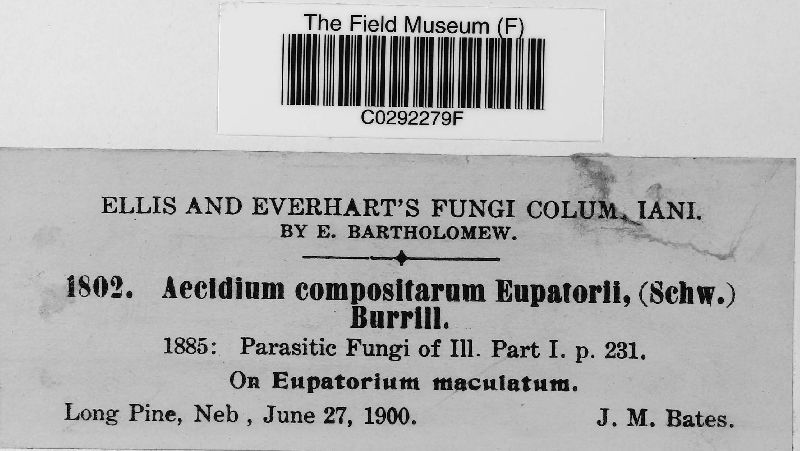 The Field Museum (F)
C0292279F
ELLIS AND EVERHART'S FUNGI COLUM, IANI.
BY E. BARTHOLOMEW.
1802. Aecidium compositarum Eupatorii, (Schw.)
Burrill.
1885: Parasitic Fungi of Ill. Part I. p. 231.
On Eupatorium maculatum.
Long Pine, Neb , June 27, 1900. J. M. Bates.